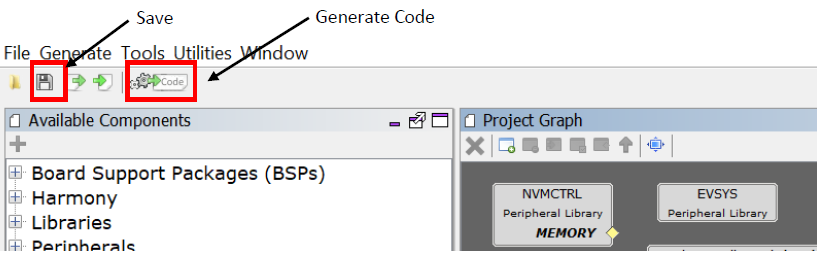 Save
Generate Code
File Generate Tools Utilities Window
Code
Available Components
Project Graph
Board Support Packages (BSPs)
Harmony
Libraries
Peripherals
NVMCTRL
Peripheral Library
MEMORY
EVSYS
Peripheral Library